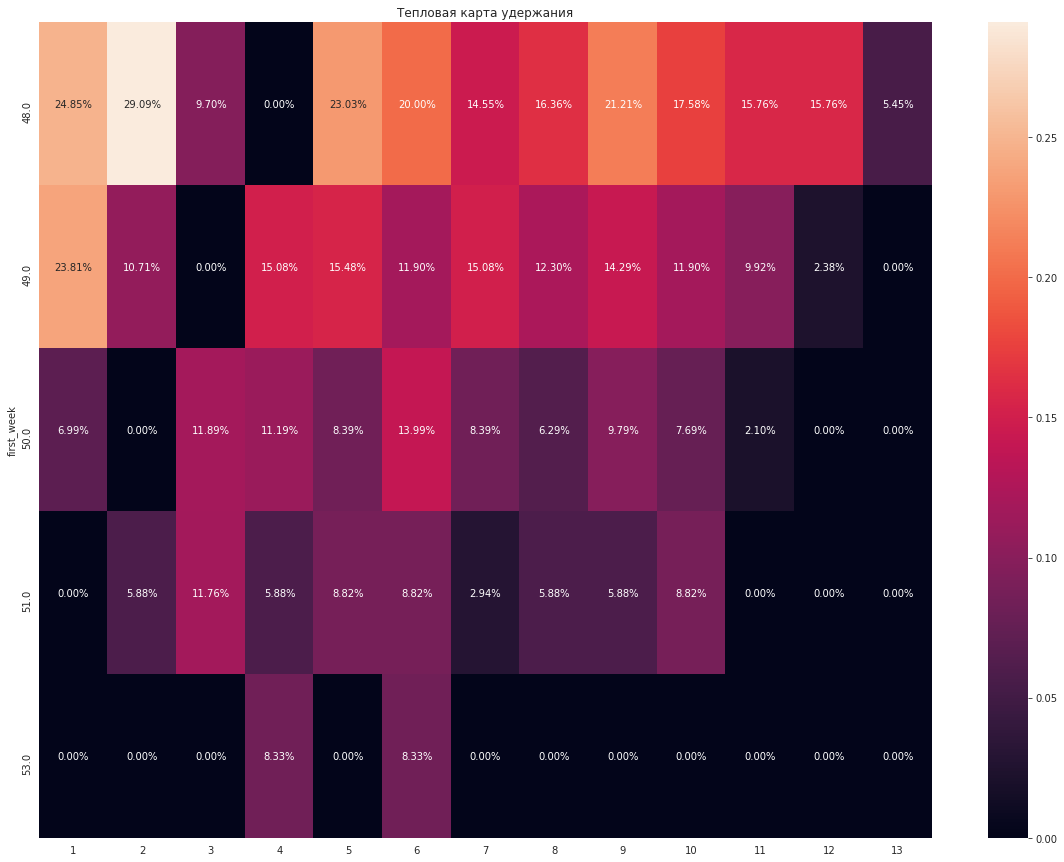 Тепловая карта удержания
first_week
48.0
24.85% 29.09% 9.70% 0.00% 23.03% 20.00% 14.55% 16.36% 21.21% 17.58% 15.76% 15.76% 5.45%
49.0
23.81% 10.71% 0.00% 15.08% 15.48% 11.90% 15.08% 12.30% 14.29% 11.90% 9.92% 2.38% 0.00%
50.0
6.99% 0.00% 11.89% 11.19% 8.39% 13.99% 8.39% 6.29% 9.79% 7.69% 2.10% 0.00% 0.00%
51.0
0.00% 5.88% 11.76% 5.88% 8.82% 8.82% 2.94% 5.88% 5.88% 8.82% 0.00% 0.00% 0.00%
53.0
0.00% 0.00% 0.00% 8.33% 0.00% 8.33% 0.00% 0.00% 0.00% 0.00% 0.00% 0.00% 0.00%
1 2 3 4 5 6 7 8 9 10 11 12 13
0.25
0.20
0.15
0.10
0.05
0.00